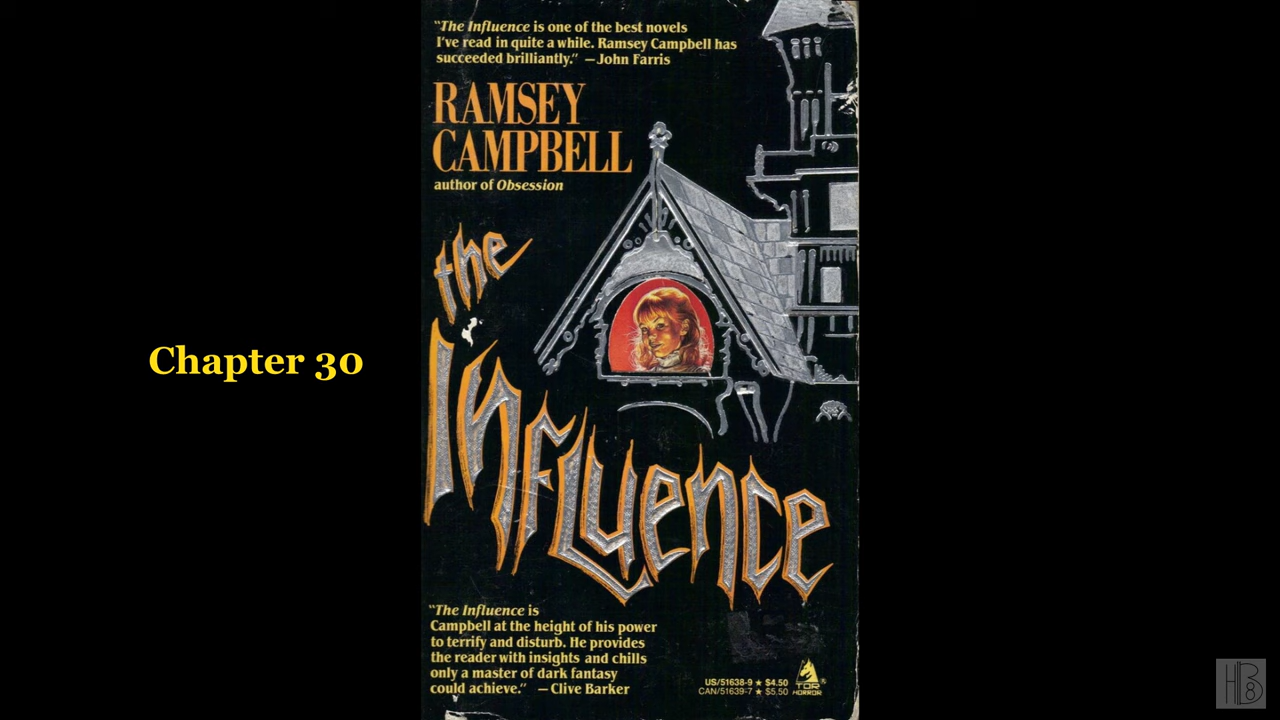 "The Influence is one of the best novels
I've read in quite a while. Ramsey Campbell has
succeeded brilliantly." —John Farris
RAMSEY
CAMPBELL
author of Obsession
the
Influence
Chapter 30
"The Influence is
Campbell at the height of his power
to terrify and disturb. He provides
the reader with insights and chills
only a master of dark fantasy
could achieve." —Clive Barker
US/51638-9 ★ $4.50
CAN/51639-7 ★ $5.50
TOR®
HORROR
HB8